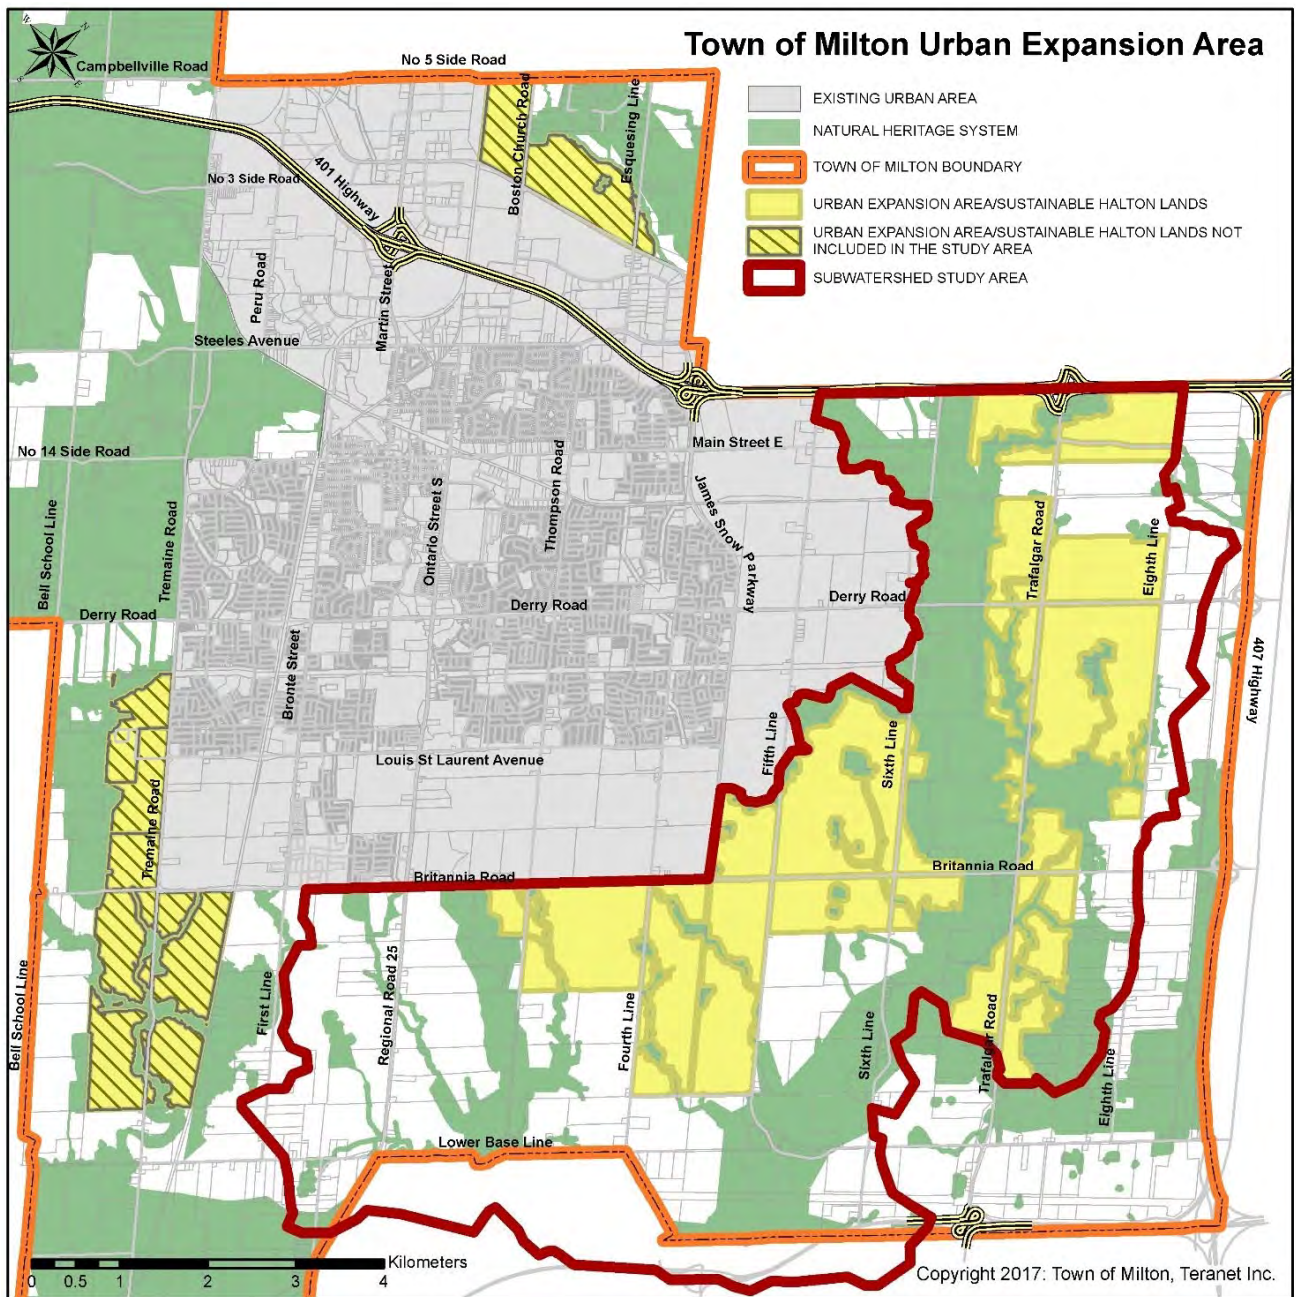 Town of Milton Urban Expansion Area
W
N
S
E
Campbellville Road
No 5 Side Road
EXISTING URBAN AREA
NATURAL HERITAGE SYSTEM
TOWN OF MILTON BOUNDARY
URBAN EXPANSION AREA/SUSTAINABLE HALTON LANDS
URBAN EXPANSION AREA/SUSTAINABLE HALTON LANDS NOT
INCLUDED IN THE STUDY AREA
SUBWATERSHED STUDY AREA
Boston Church Road
Esquesing Line
No 3 Side Road
401 Highway
Peru Road
Martin Street
Steeles Avenue
No 14 Side Road
Main Street E
Bell School Line
Tremaine Road
Ontario Street S
Thompson Road
James Snow Parkway
Trafalgar Road
Eighth Line
Derry Road
Derry Road
Derry Road
Bronte Street
407 Highway
Louis St Laurent Avenue
Fifth Line
Sixth Line
Tremaine Road
Britannia Road
Britannia Road
Bell School Line
First Line
Regional Road 25
Fourth Line
Sixth Line
Trafalgar Road
Eighth Line
Lower Base Line
Kilometers
0 0.5 1 2 3 4
Copyright 2017: Town of Milton, Teranet Inc.